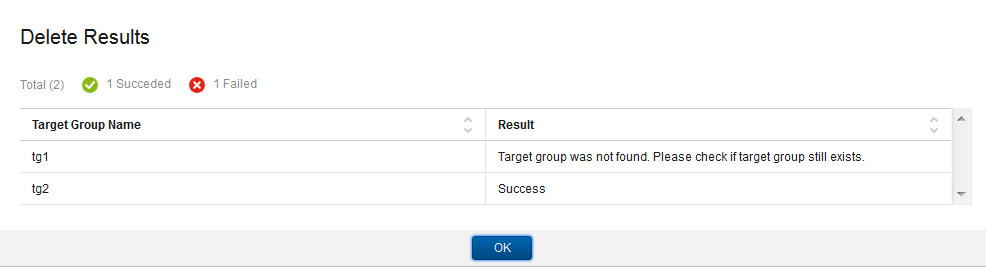 Delete Results
Total (2) 1 Succeded 1 Failed
Target Group Name Result
tg1 Target group was not found. Please check if target group still exists.
tg2 Success
OK